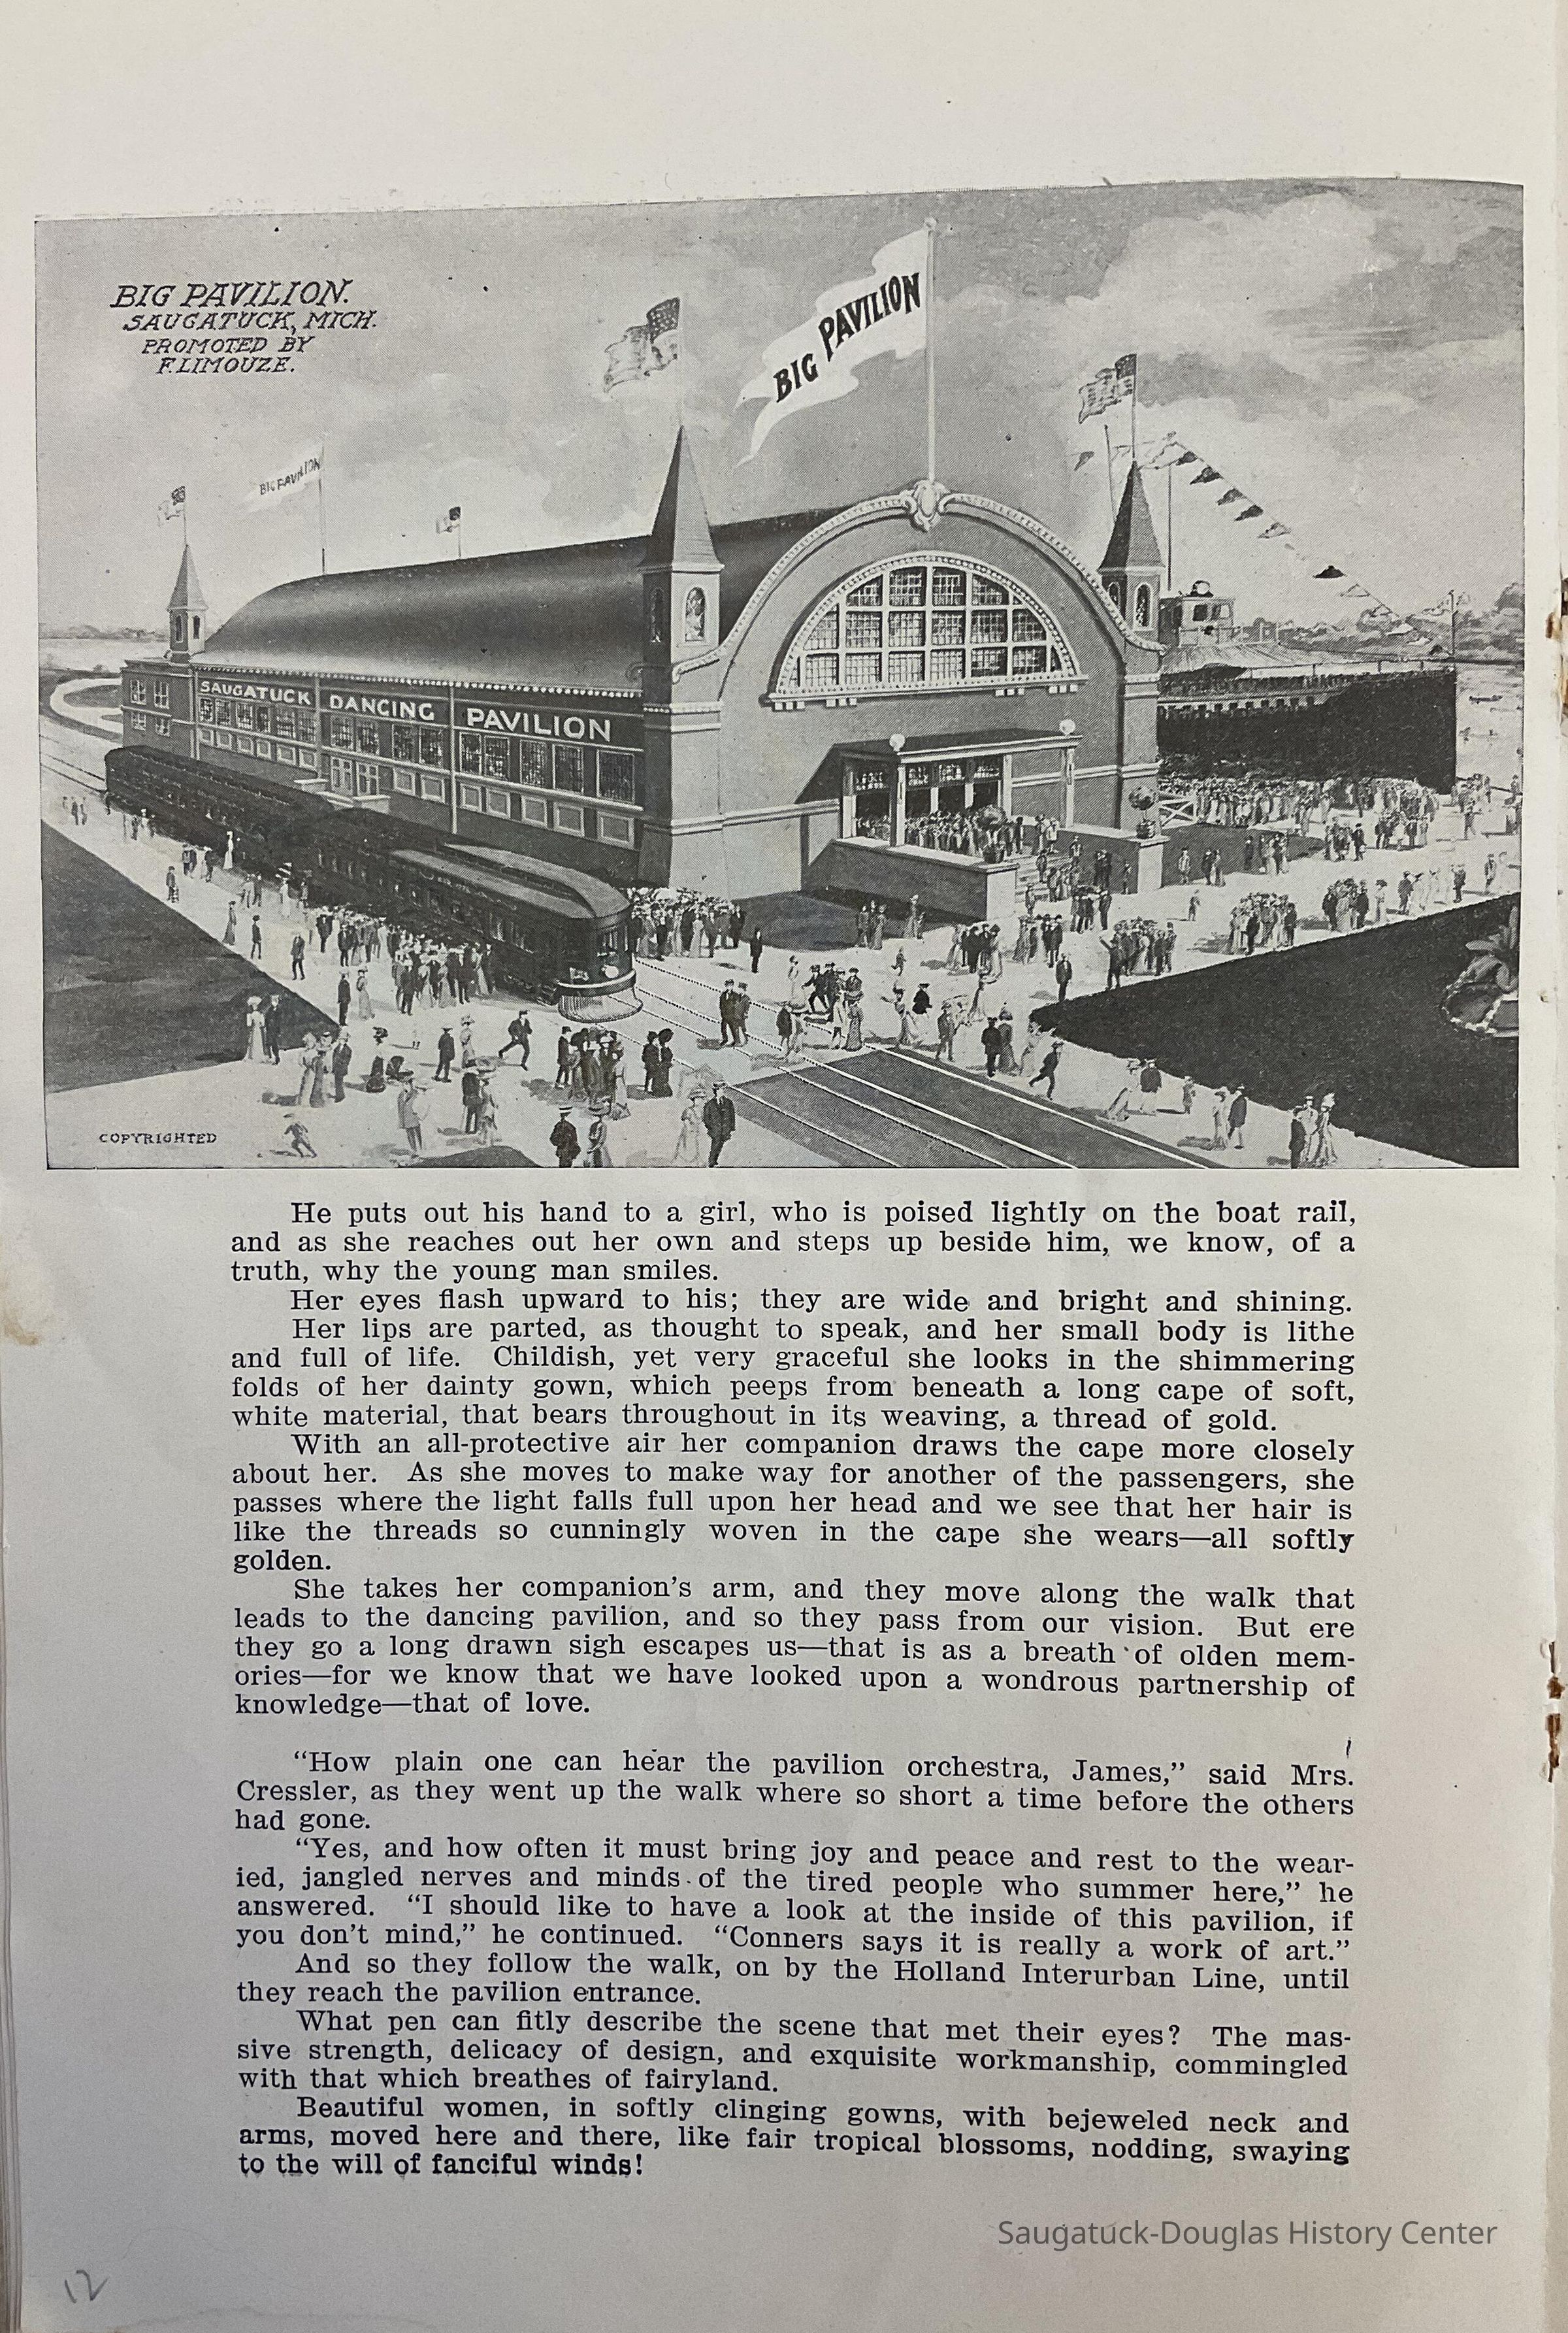 BIG PAVILION.
SAUGATUCK, MICH.
PROMOTED BY
F. LIMOUZE.
BIG PAVILION
BIG PAVILION
SAUGATUCK DANCING PAVILION
COPYRIGHTED
He puts out his hand to a girl, who is poised lightly on the boat rail,
and as she reaches out her own and steps up beside him, we know, of a
truth, why the young man smiles.
Her eyes flash upward to his; they are wide and bright and shining.
Her lips are parted, as thought to speak, and her small body is lithe
and full of life. Childish, yet very graceful she looks in the shimmering
folds of her dainty gown, which peeps from beneath a long cape of soft,
white material, that bears throughout in its weaving, a thread of gold.
With an all-protective air her companion draws the cape more closely
about her. As she moves to make way for another of the passengers, she
passes where the light falls full upon her head and we see that her hair is
like the threads so cunningly woven in the cape she wears—all softly
golden.
She takes her companion's arm, and they move along the walk that
leads to the dancing pavilion, and so they pass from our vision. But ere
they go a long drawn sigh escapes us—that is as a breath of olden mem-
ories—for we know that we have looked upon a wondrous partnership of
knowledge—that of love.
"How plain one can hear the pavilion orchestra, James," said Mrs.
Cressler, as they went up the walk where so short a time before the others
had gone.
"Yes, and how often it must bring joy and peace and rest to the wear-
ied, jangled nerves and minds of the tired people who summer here," he
answered. "I should like to have a look at the inside of this pavilion, if
you don't mind," he continued. "Conners says it is really a work of art."
And so they follow the walk, on by the Holland Interurban Line, until
they reach the pavilion entrance.
What pen can fitly describe the scene that met their eyes? The mas-
sive strength, delicacy of design, and exquisite workmanship, commingled
with that which breathes of fairyland.
Beautiful women, in softly clinging gowns, with bejeweled neck and
arms, moved here and there, like fair tropical blossoms, nodding, swaying
to the will of fanciful winds!
Saugatuck-Douglas History Center
12